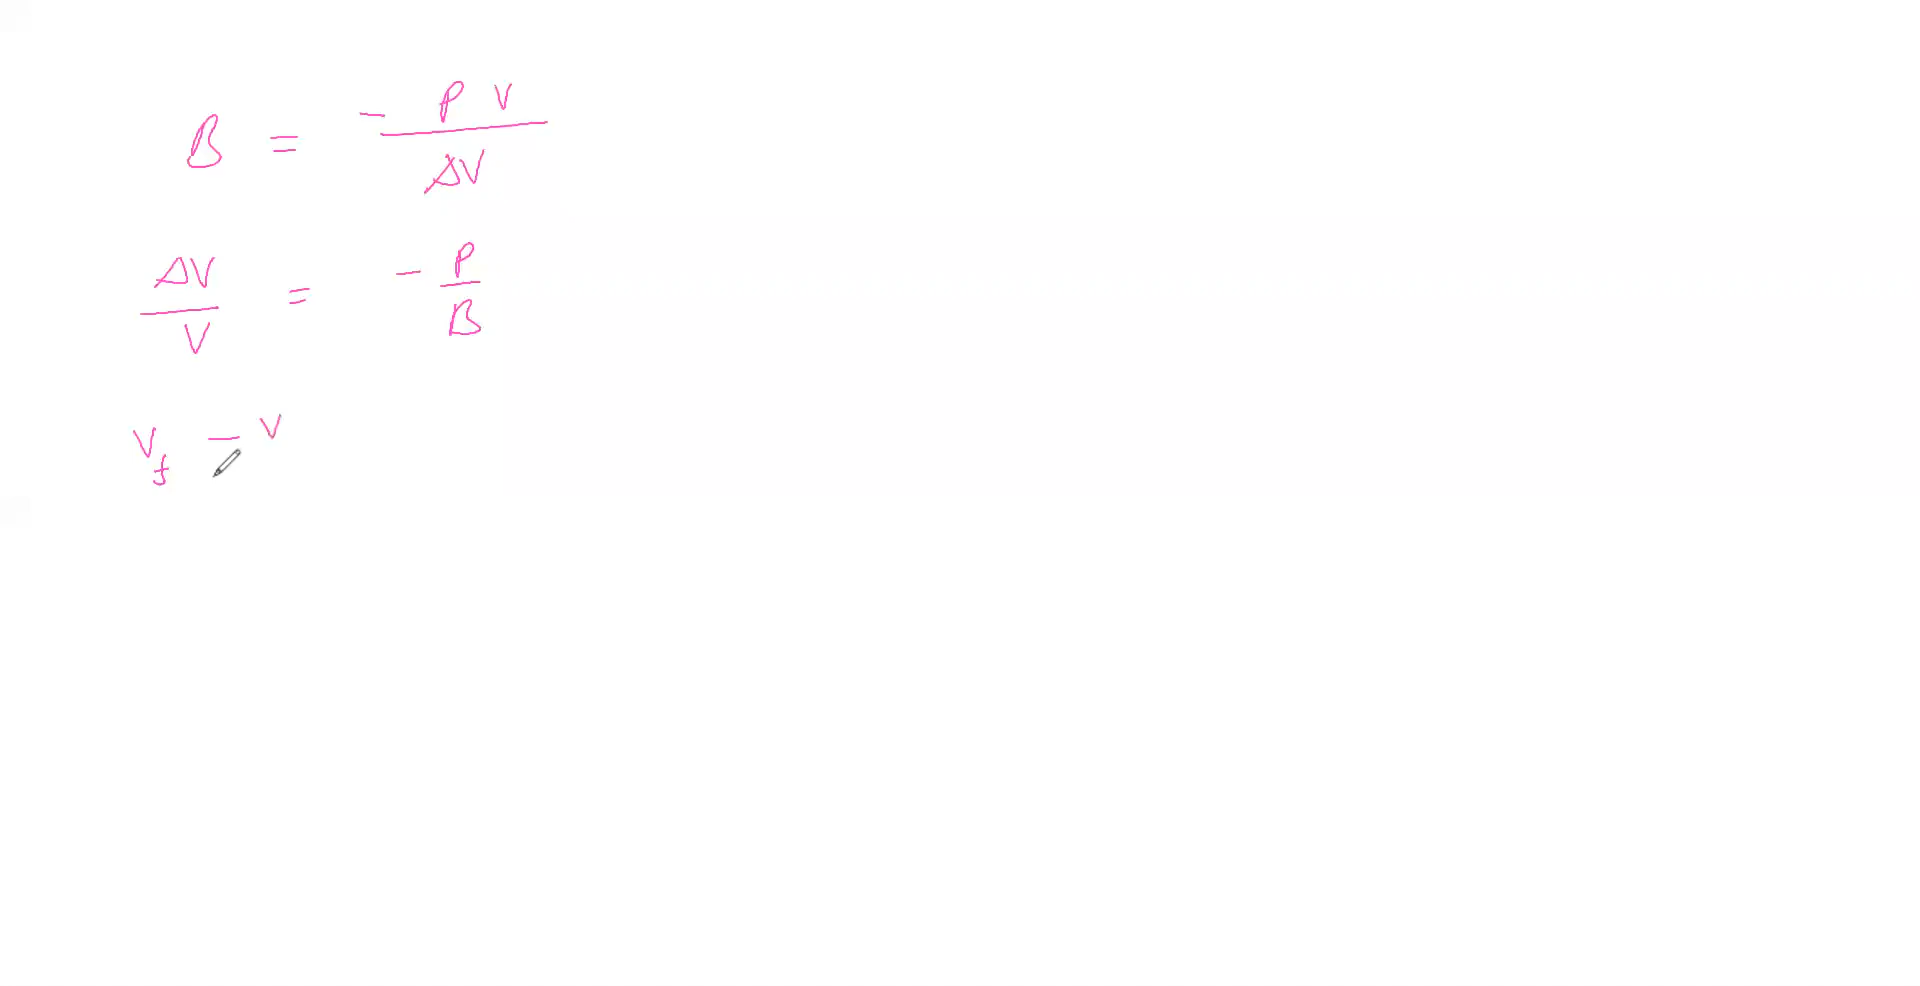 B = - P V / ΔV
ΔV / V = - P / B
V_f - V